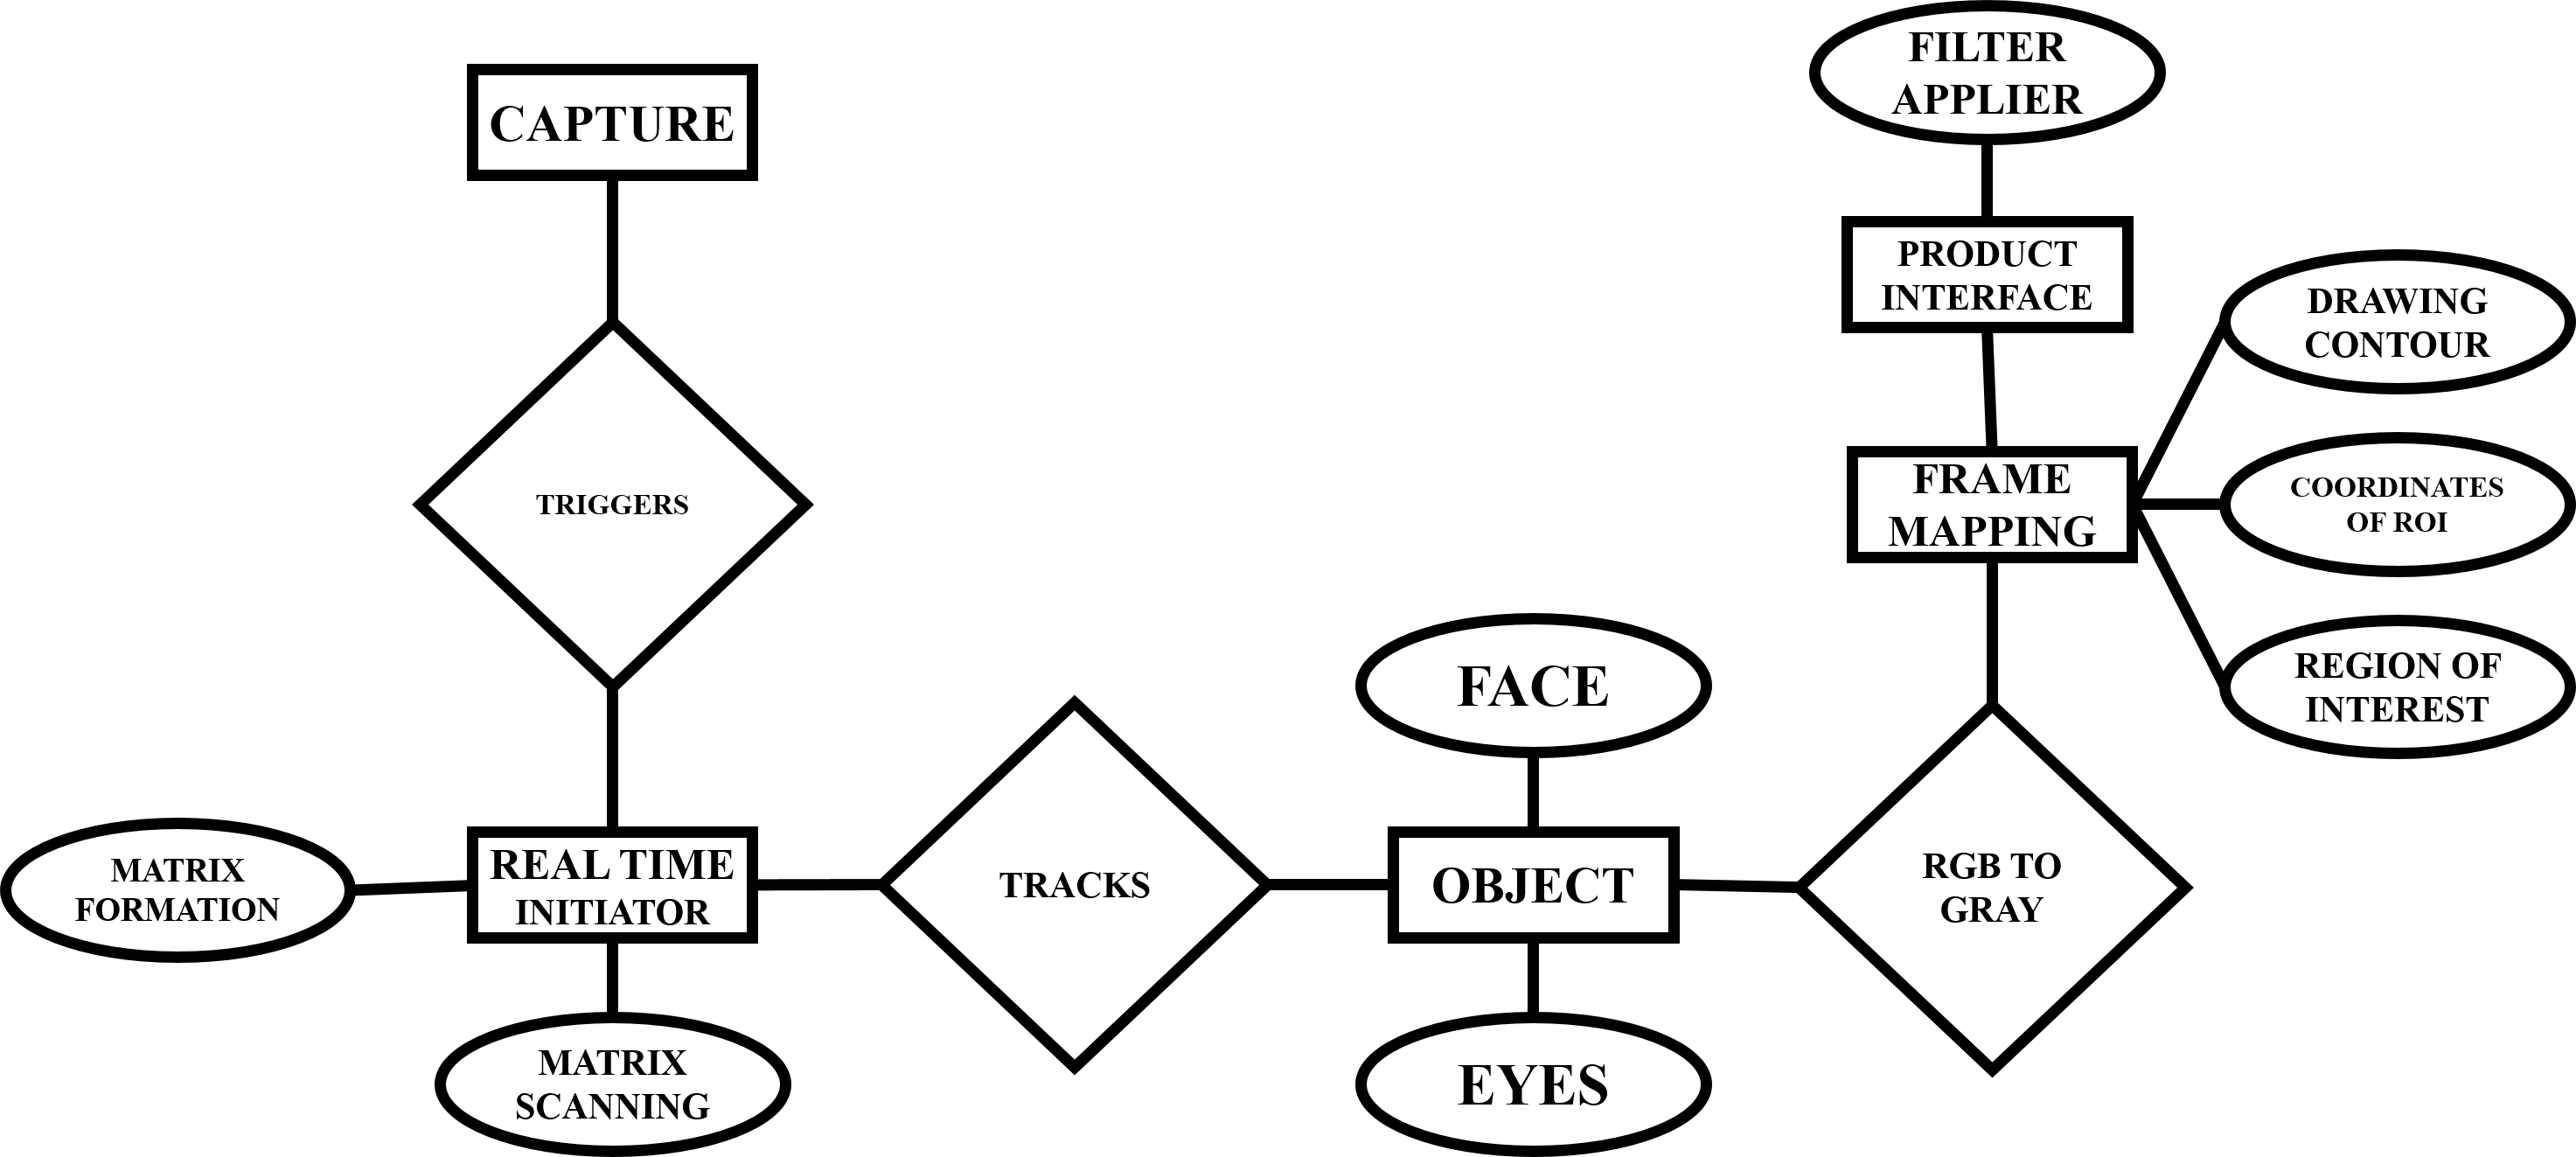 FILTER
APPLIER
CAPTURE
PRODUCT
INTERFACE
DRAWING
CONTOUR
TRIGGERS
FRAME
MAPPING
COORDINATES
OF ROI
FACE
REGION OF
INTEREST
MATRIX
FORMATION
REAL TIME
INITIATOR
TRACKS
OBJECT
RGB TO
GRAY
MATRIX
SCANNING
EYES